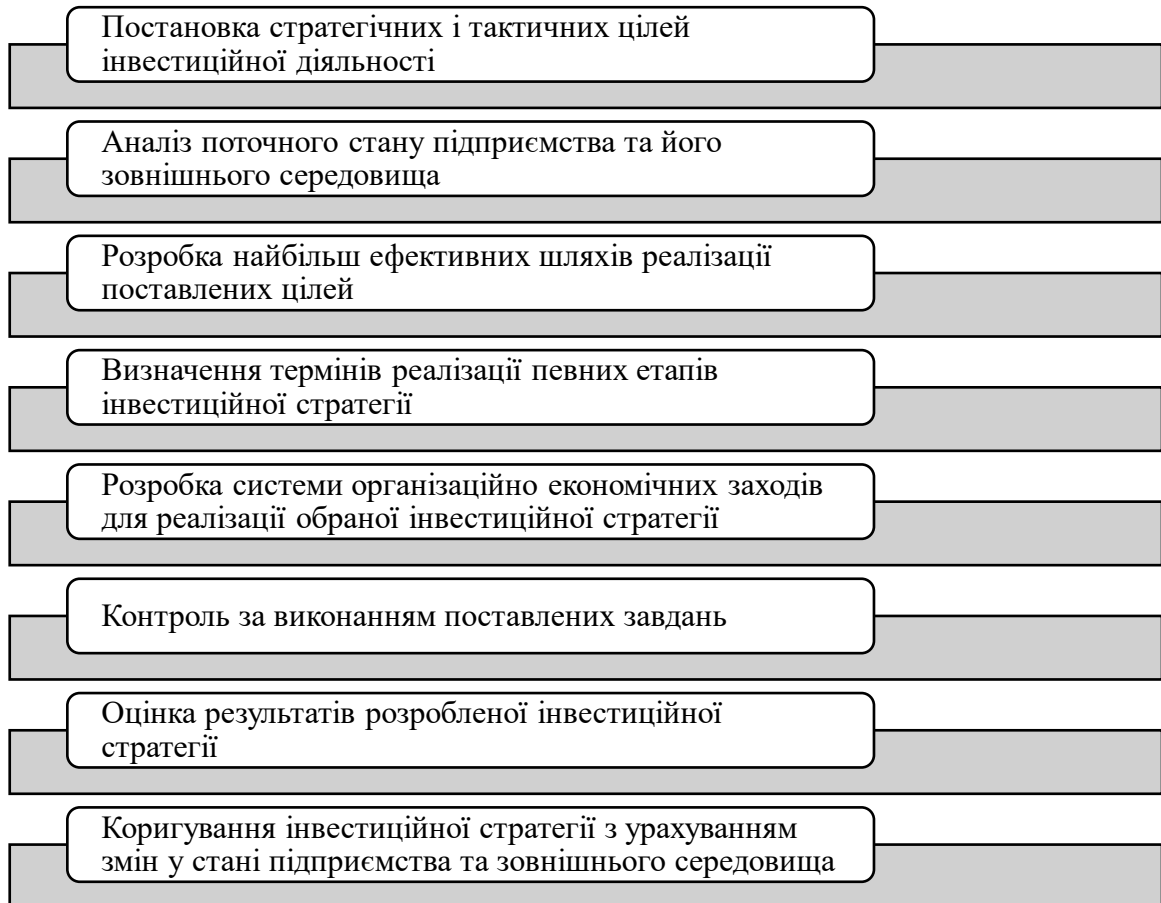 Постановка стратегічних і тактичних цілей
інвестиційної діяльності
Аналіз поточного стану підприємства та його
зовнішнього середовища
Розробка найбільш ефективних шляхів реалізації
поставлених цілей
Визначення термінів реалізації певних етапів
інвестиційної стратегії
Розробка системи організаційно економічних заходів
для реалізації обраної інвестиційної стратегії
Контроль за виконанням поставлених завдань
Оцінка результатів розробленої інвестиційної
стратегії
Коригування інвестиційної стратегії з урахуванням
змін у стані підприємства та зовнішнього середовища